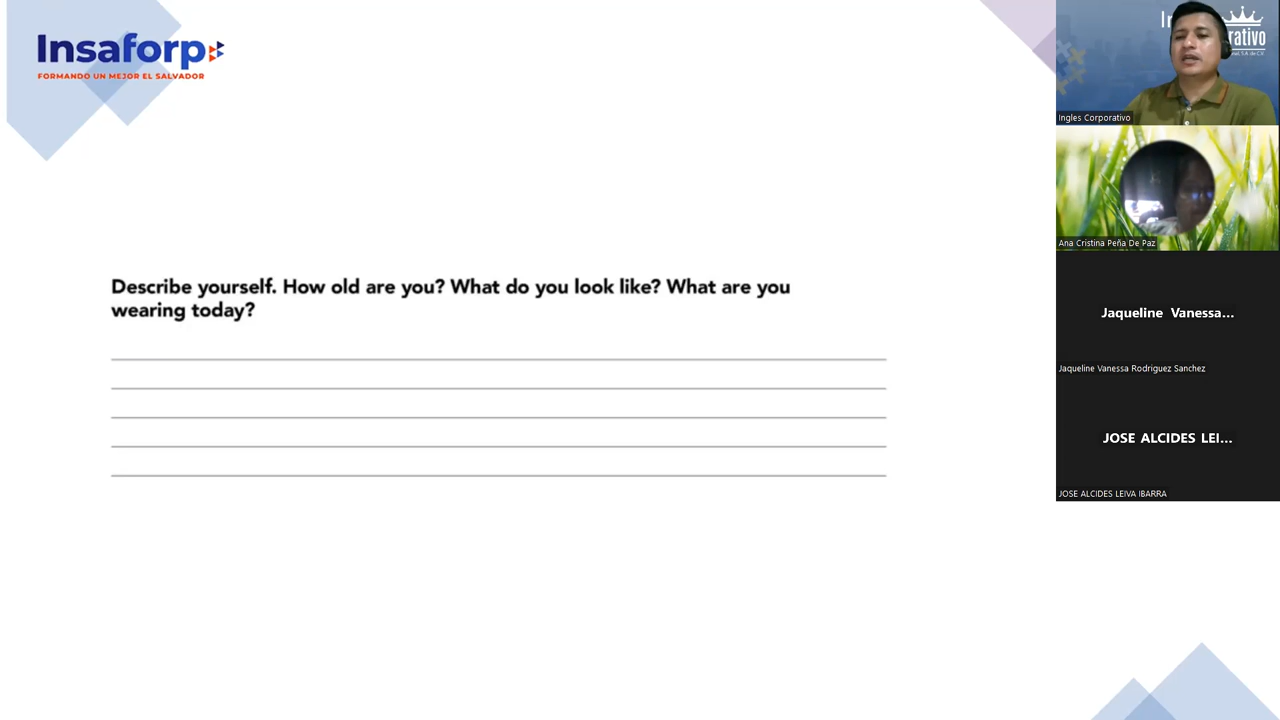 Insaforp
FORMANDO UN MEJOR EL SALVADOR
Describe yourself. How old are you? What do you look like? What are you
wearing today?
Ingles Corporativo
Ana Cristina Peña De Paz
Jaqueline Vanessa...
Jaqueline Vanessa Rodriguez Sanchez
JOSE ALCIDES LEI...
JOSE ALCIDES LEIVA IBARRA